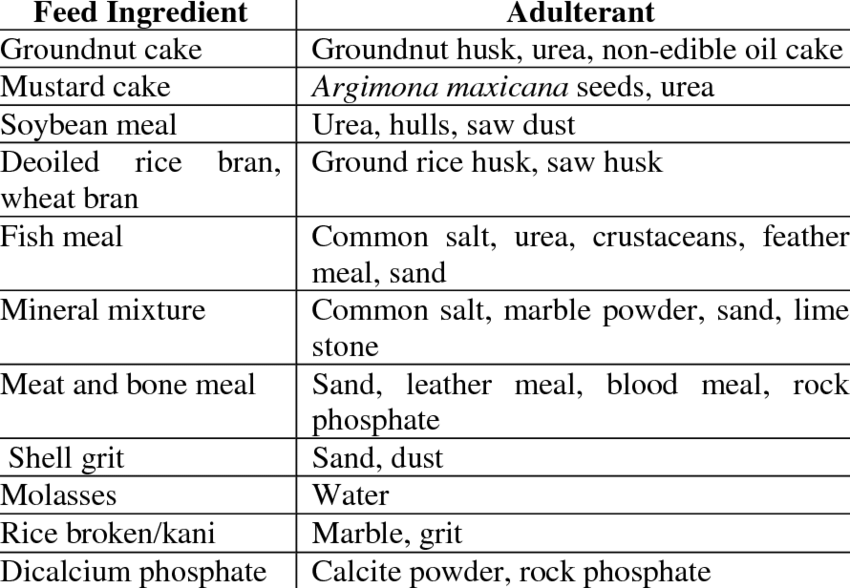 Feed Ingredient Adulterant
Groundnut cake Groundnut husk, urea, non-edible oil cake
Mustard cake Argimona maxicana seeds, urea
Soybean meal Urea, hulls, saw dust
Deoiled rice bran, Ground rice husk, saw husk
wheat bran
Fish meal Common salt, urea, crustaceans, feather
meal, sand
Mineral mixture Common salt, marble powder, sand, lime
stone
Meat and bone meal Sand, leather meal, blood meal, rock
phosphate
Shell grit Sand, dust
Molasses Water
Rice broken/kani Marble, grit
Dicalcium phosphate Calcite powder, rock phosphate